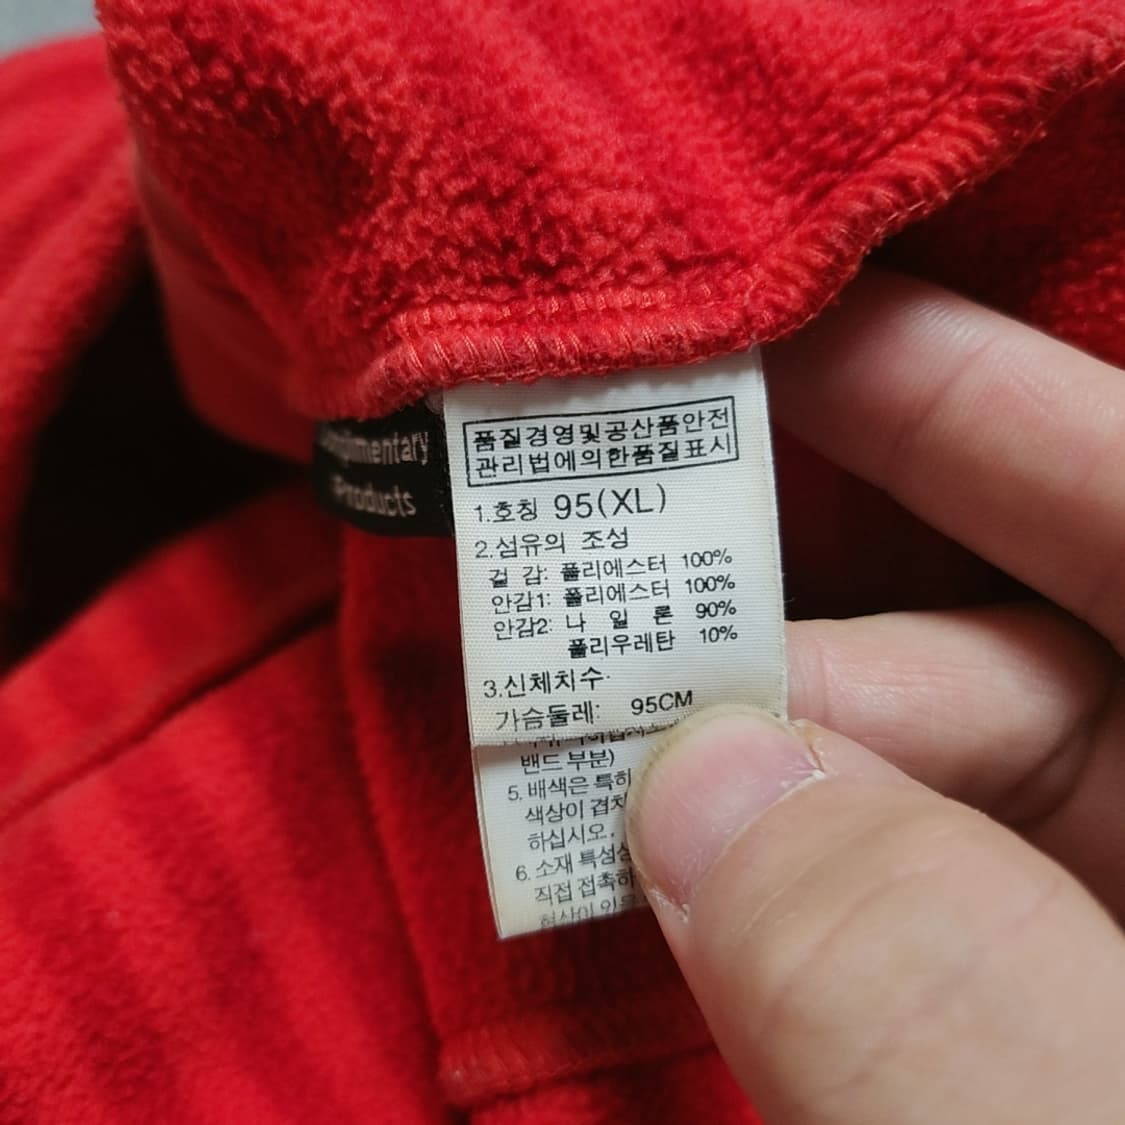 Products
품질경영및공산품안전
관리법에의한품질표시
1.호칭 95(XL)
2.섬유의 조성
겉 감: 폴리에스터 100%
안감1: 폴리에스터 100%
안감2: 나 일 론 90%
폴리우레탄 10%
3.신체치수
가슴둘레: 95CM
밴드 부분)
5. 배색은 특히
색상이 겹치
하십시오.
6. 소재 특성상
직접 접촉하